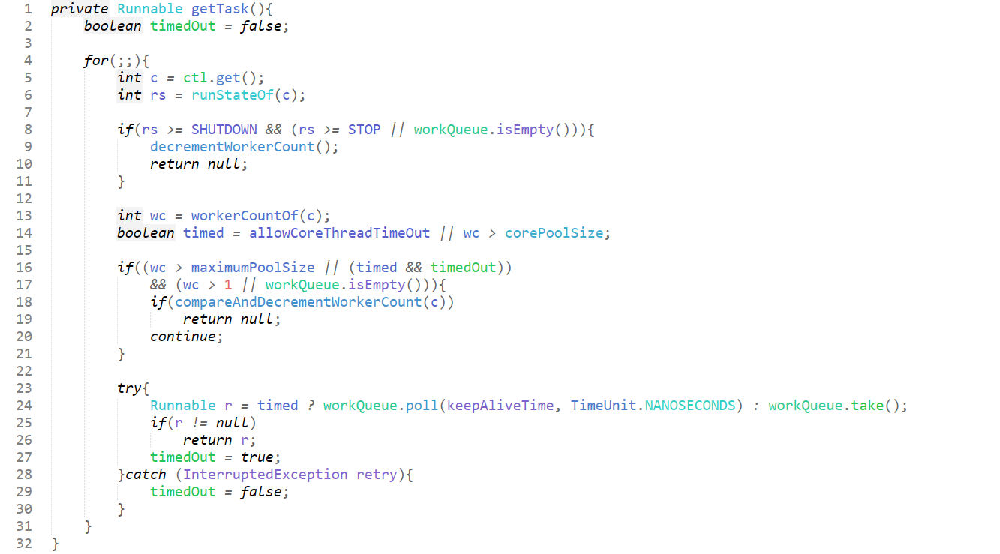 1 private Runnable getTask(){
2     boolean timedOut = false;
3
4     for(;;){
5         int c = ctl.get();
6         int rs = runStateOf(c);
7
8         if(rs >= SHUTDOWN && (rs >= STOP || workQueue.isEmpty())){
9             decrementWorkerCount();
10             return null;
11         }
12
13         int wc = workerCountOf(c);
14         boolean timed = allowCoreThreadTimeOut || wc > corePoolSize;
15
16         if((wc > maximumPoolSize || (timed && timedOut))
17             && (wc > 1 || workQueue.isEmpty())){
18             if(compareAndDecrementWorkerCount(c))
19                 return null;
20             continue;
21         }
22
23         try{
24             Runnable r = timed ? workQueue.poll(keepAliveTime, TimeUnit.NANOSECONDS) : workQueue.take();
25             if(r != null)
26                 return r;
27             timedOut = true;
28         }catch (InterruptedException retry){
29             timedOut = false;
30         }
31     }
32 }